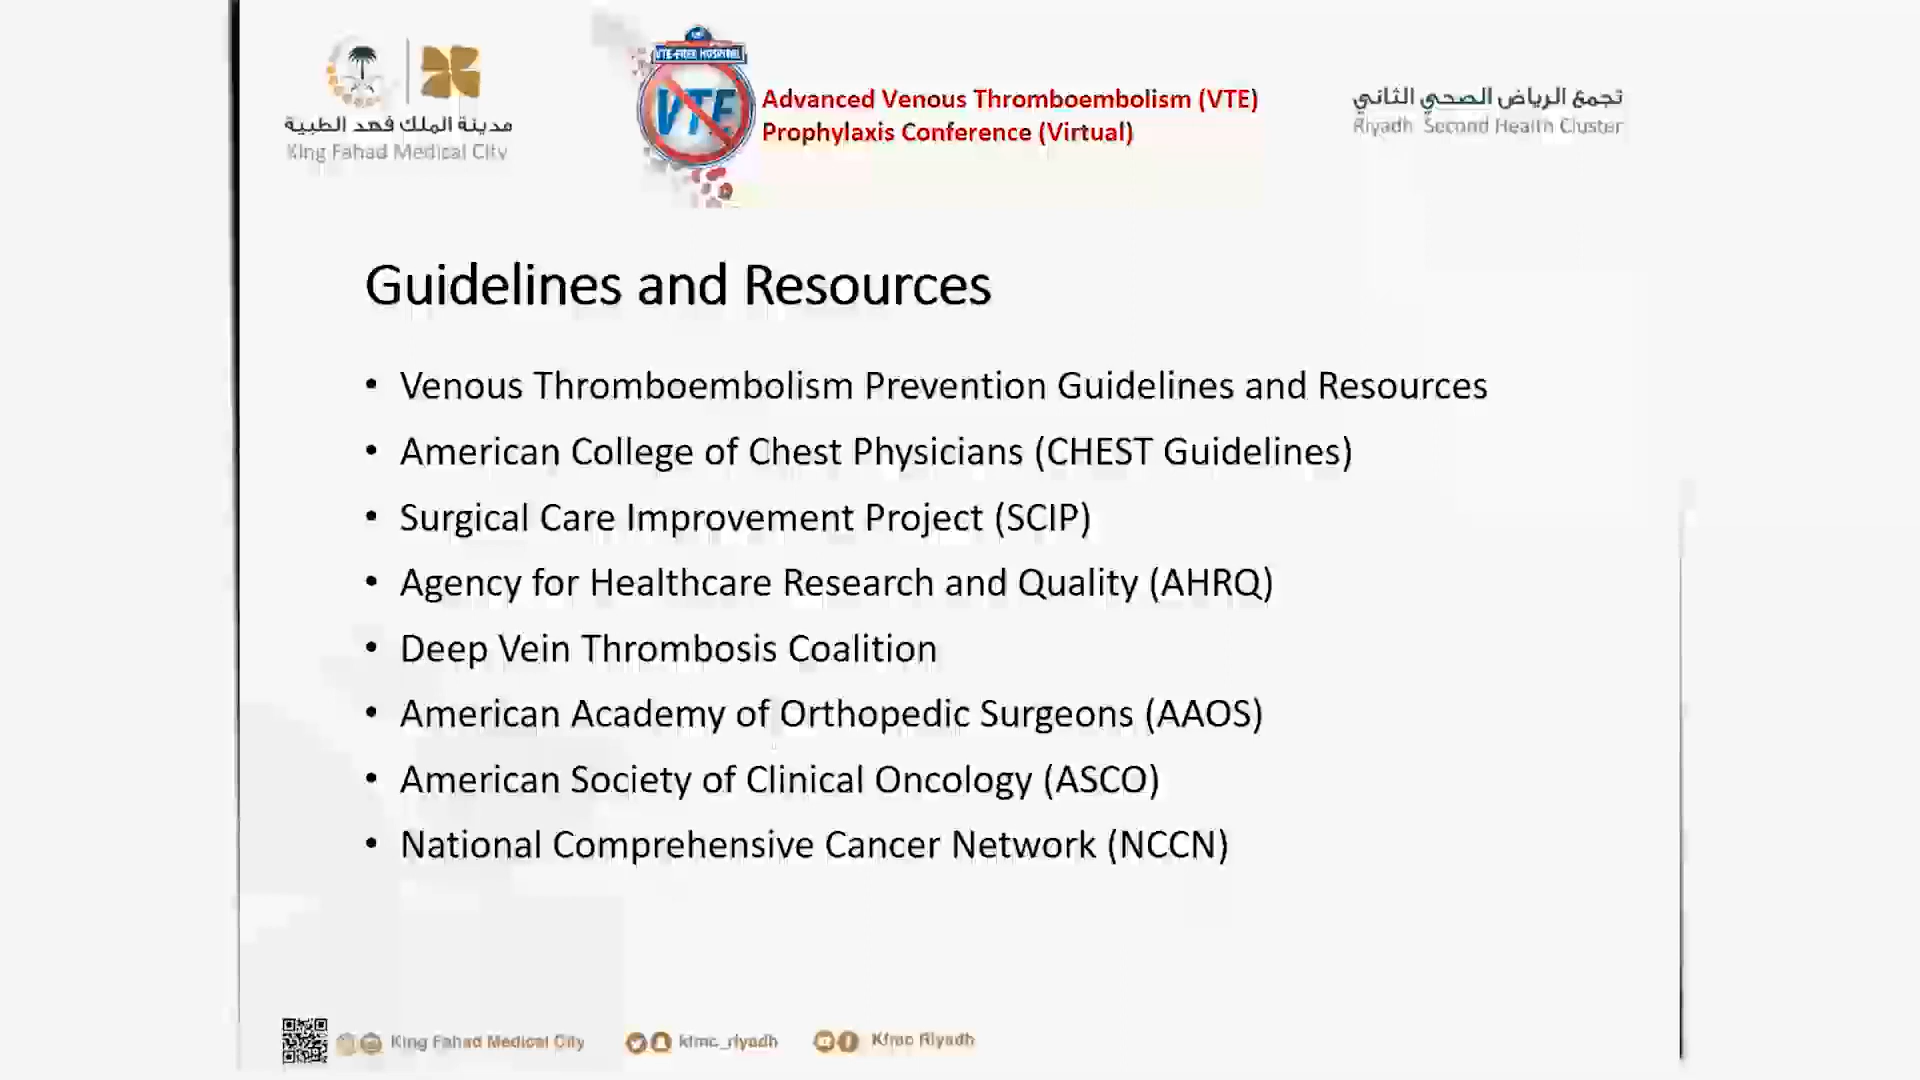 مدينة الملك فهد الطبية
King Fahad Medical City
VTE-FREE HOSPITAL
VTE
Advanced Venous Thromboembolism (VTE)
Prophylaxis Conference (Virtual)
تجمع الرياض الصحي الثاني
Riyadh Second Health Cluster
Guidelines and Resources
• Venous Thromboembolism Prevention Guidelines and Resources
• American College of Chest Physicians (CHEST Guidelines)
• Surgical Care Improvement Project (SCIP)
• Agency for Healthcare Research and Quality (AHRQ)
• Deep Vein Thrombosis Coalition
• American Academy of Orthopedic Surgeons (AAOS)
• American Society of Clinical Oncology (ASCO)
• National Comprehensive Cancer Network (NCCN)
King Fahad Medical City
kfmc_riyadh
Kfmc Riyadh